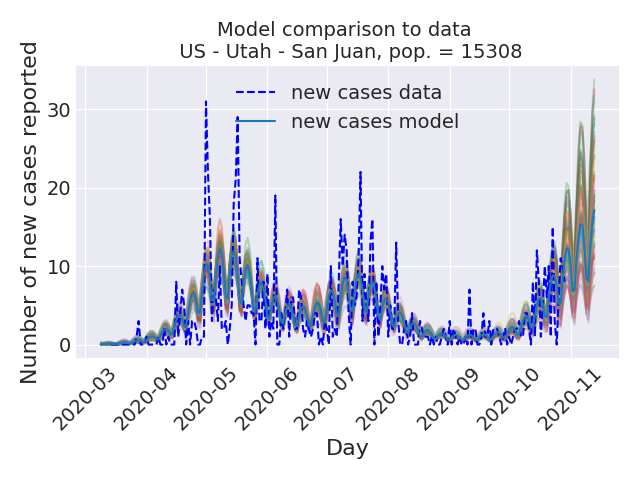 Model comparison to data
US - Utah - San Juan, pop. = 15308
Number of new cases reported
30
20
10
0
new cases data
new cases model
2020-03
2020-04
2020-05
2020-06
2020-07
2020-08
2020-09
2020-10
2020-11
Day